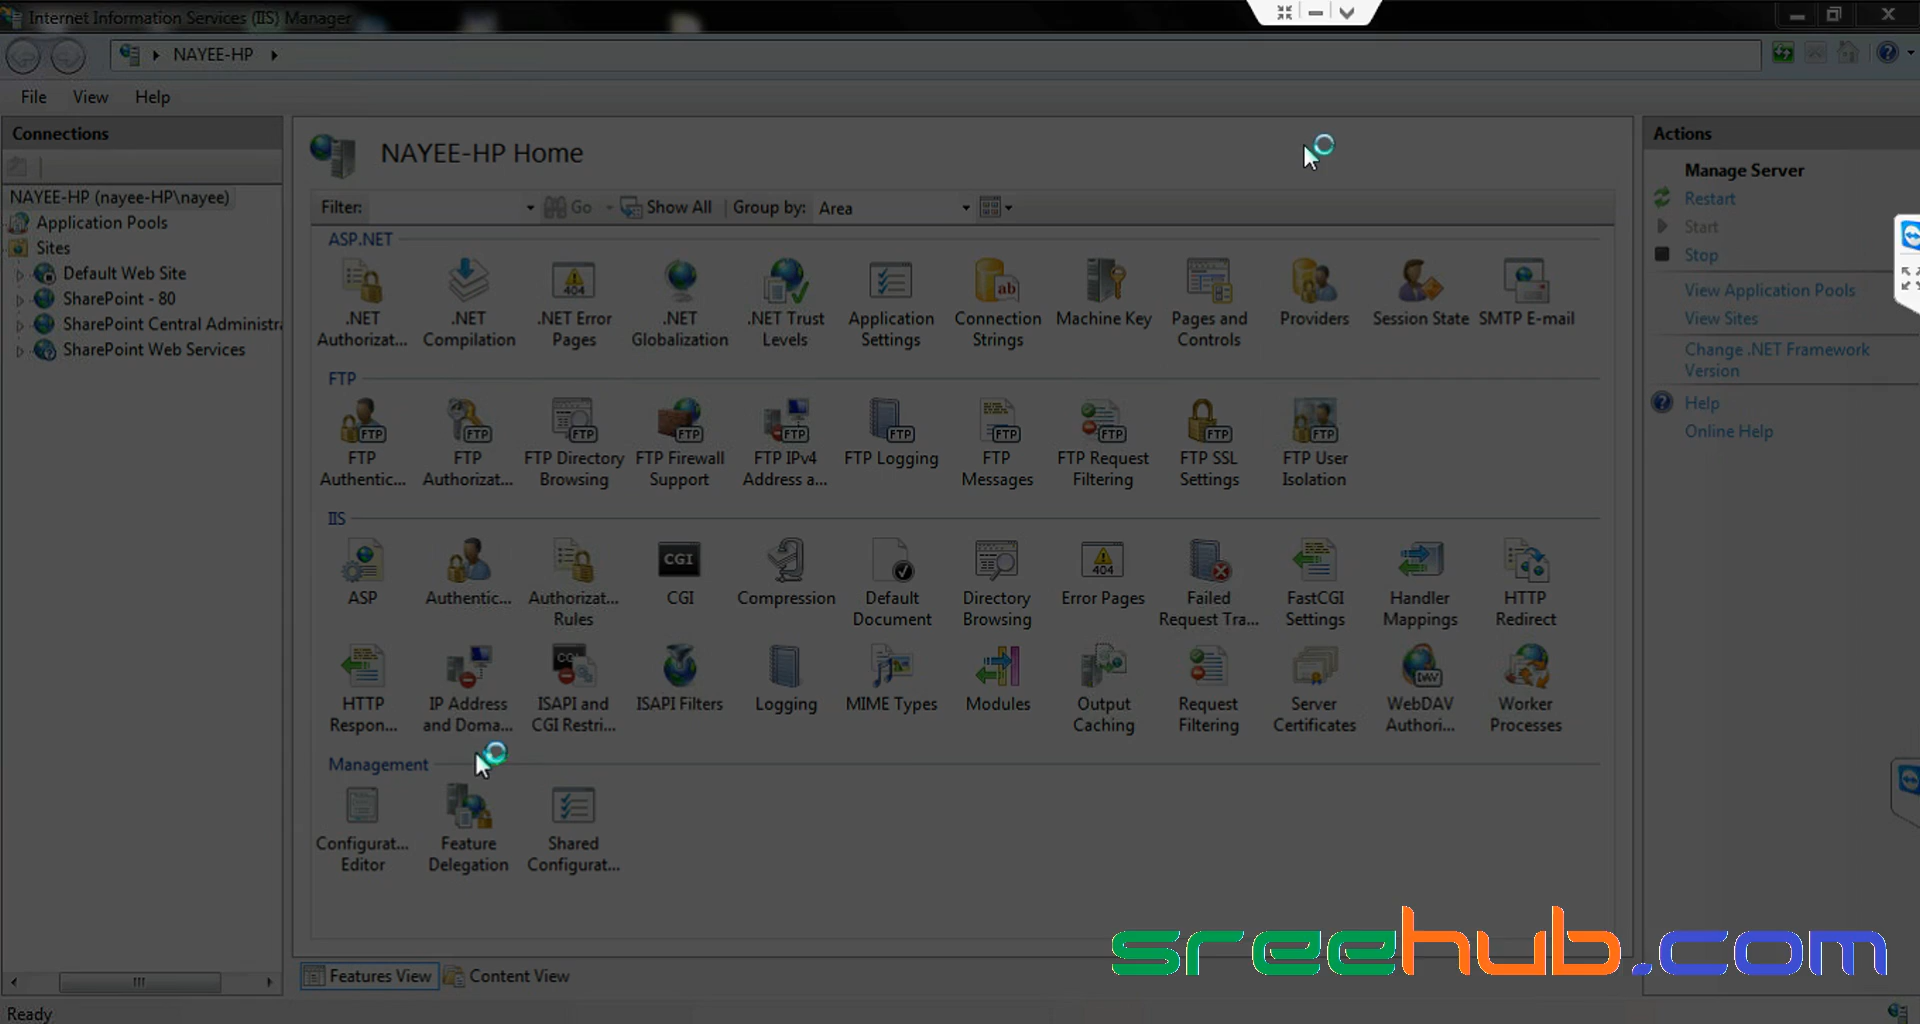 Internet Information Services (IIS) Manager
NAYEE-HP
File View Help
Connections
NAYEE-HP (nayee-HP\nayee)
Application Pools
Sites
Default Web Site
SharePoint - 80
SharePoint Central Administra
SharePoint Web Services
NAYEE-HP Home
Filter: Go Show All Group by: Area
ASP.NET
.NET Authorizat...
.NET Compilation
.NET Error Pages
.NET Globalization
.NET Trust Levels
Application Settings
Connection Strings
Machine Key
Pages and Controls
Providers
Session State
SMTP E-mail
FTP
FTP Authentic...
FTP Authorizat...
FTP Directory Browsing
FTP Firewall Support
FTP IPv4 Address a...
FTP Logging
FTP Messages
FTP Request Filtering
FTP SSL Settings
FTP User Isolation
IIS
ASP
Authentic...
Authorizat... Rules
CGI
Compression
Default Document
Directory Browsing
Error Pages
Failed Request Tra...
FastCGI Settings
Handler Mappings
HTTP Redirect
HTTP Respon...
IP Address and Doma...
ISAPI and CGI Restri...
ISAPI Filters
Logging
MIME Types
Modules
Output Caching
Request Filtering
Server Certificates
WebDAV Authori...
Worker Processes
Management
Configurat... Editor
Feature Delegation
Shared Configurat...
Features View Content View
Actions
Manage Server
Restart
Start
Stop
View Application Pools
View Sites
Change .NET Framework
Version
Help
Online Help
sreehub.com
Ready